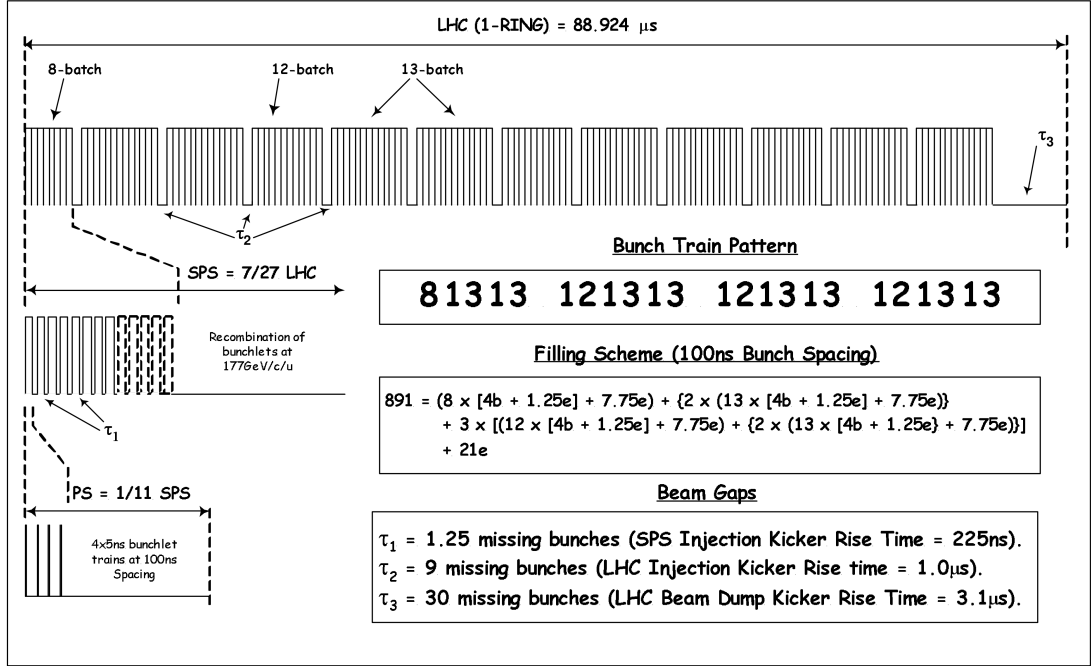 LHC (1-RING) = 88.924 μs
8-batch
12-batch
13-batch
τ3
τ2
SPS = 7/27 LHC
Recombination of
bunchlets at
177GeV/c/u
τ1
PS = 1/11 SPS
4x5ns bunchlet
trains at 100ns
Spacing
Bunch Train Pattern
81313 121313 121313 121313
Filling Scheme (100ns Bunch Spacing)
891 = (8 x [4b + 1.25e] + 7.75e) + {2 x (13 x [4b + 1.25e] + 7.75e)}
+ 3 x [(12 x [4b + 1.25e] + 7.75e) + {2 x (13 x [4b + 1.25e} + 7.75e)}]
+ 21e
Beam Gaps
τ1 = 1.25 missing bunches (SPS Injection Kicker Rise Time = 225ns).
τ2 = 9 missing bunches (LHC Injection Kicker Rise time = 1.0μs).
τ3 = 30 missing bunches (LHC Beam Dump Kicker Rise Time = 3.1μs).